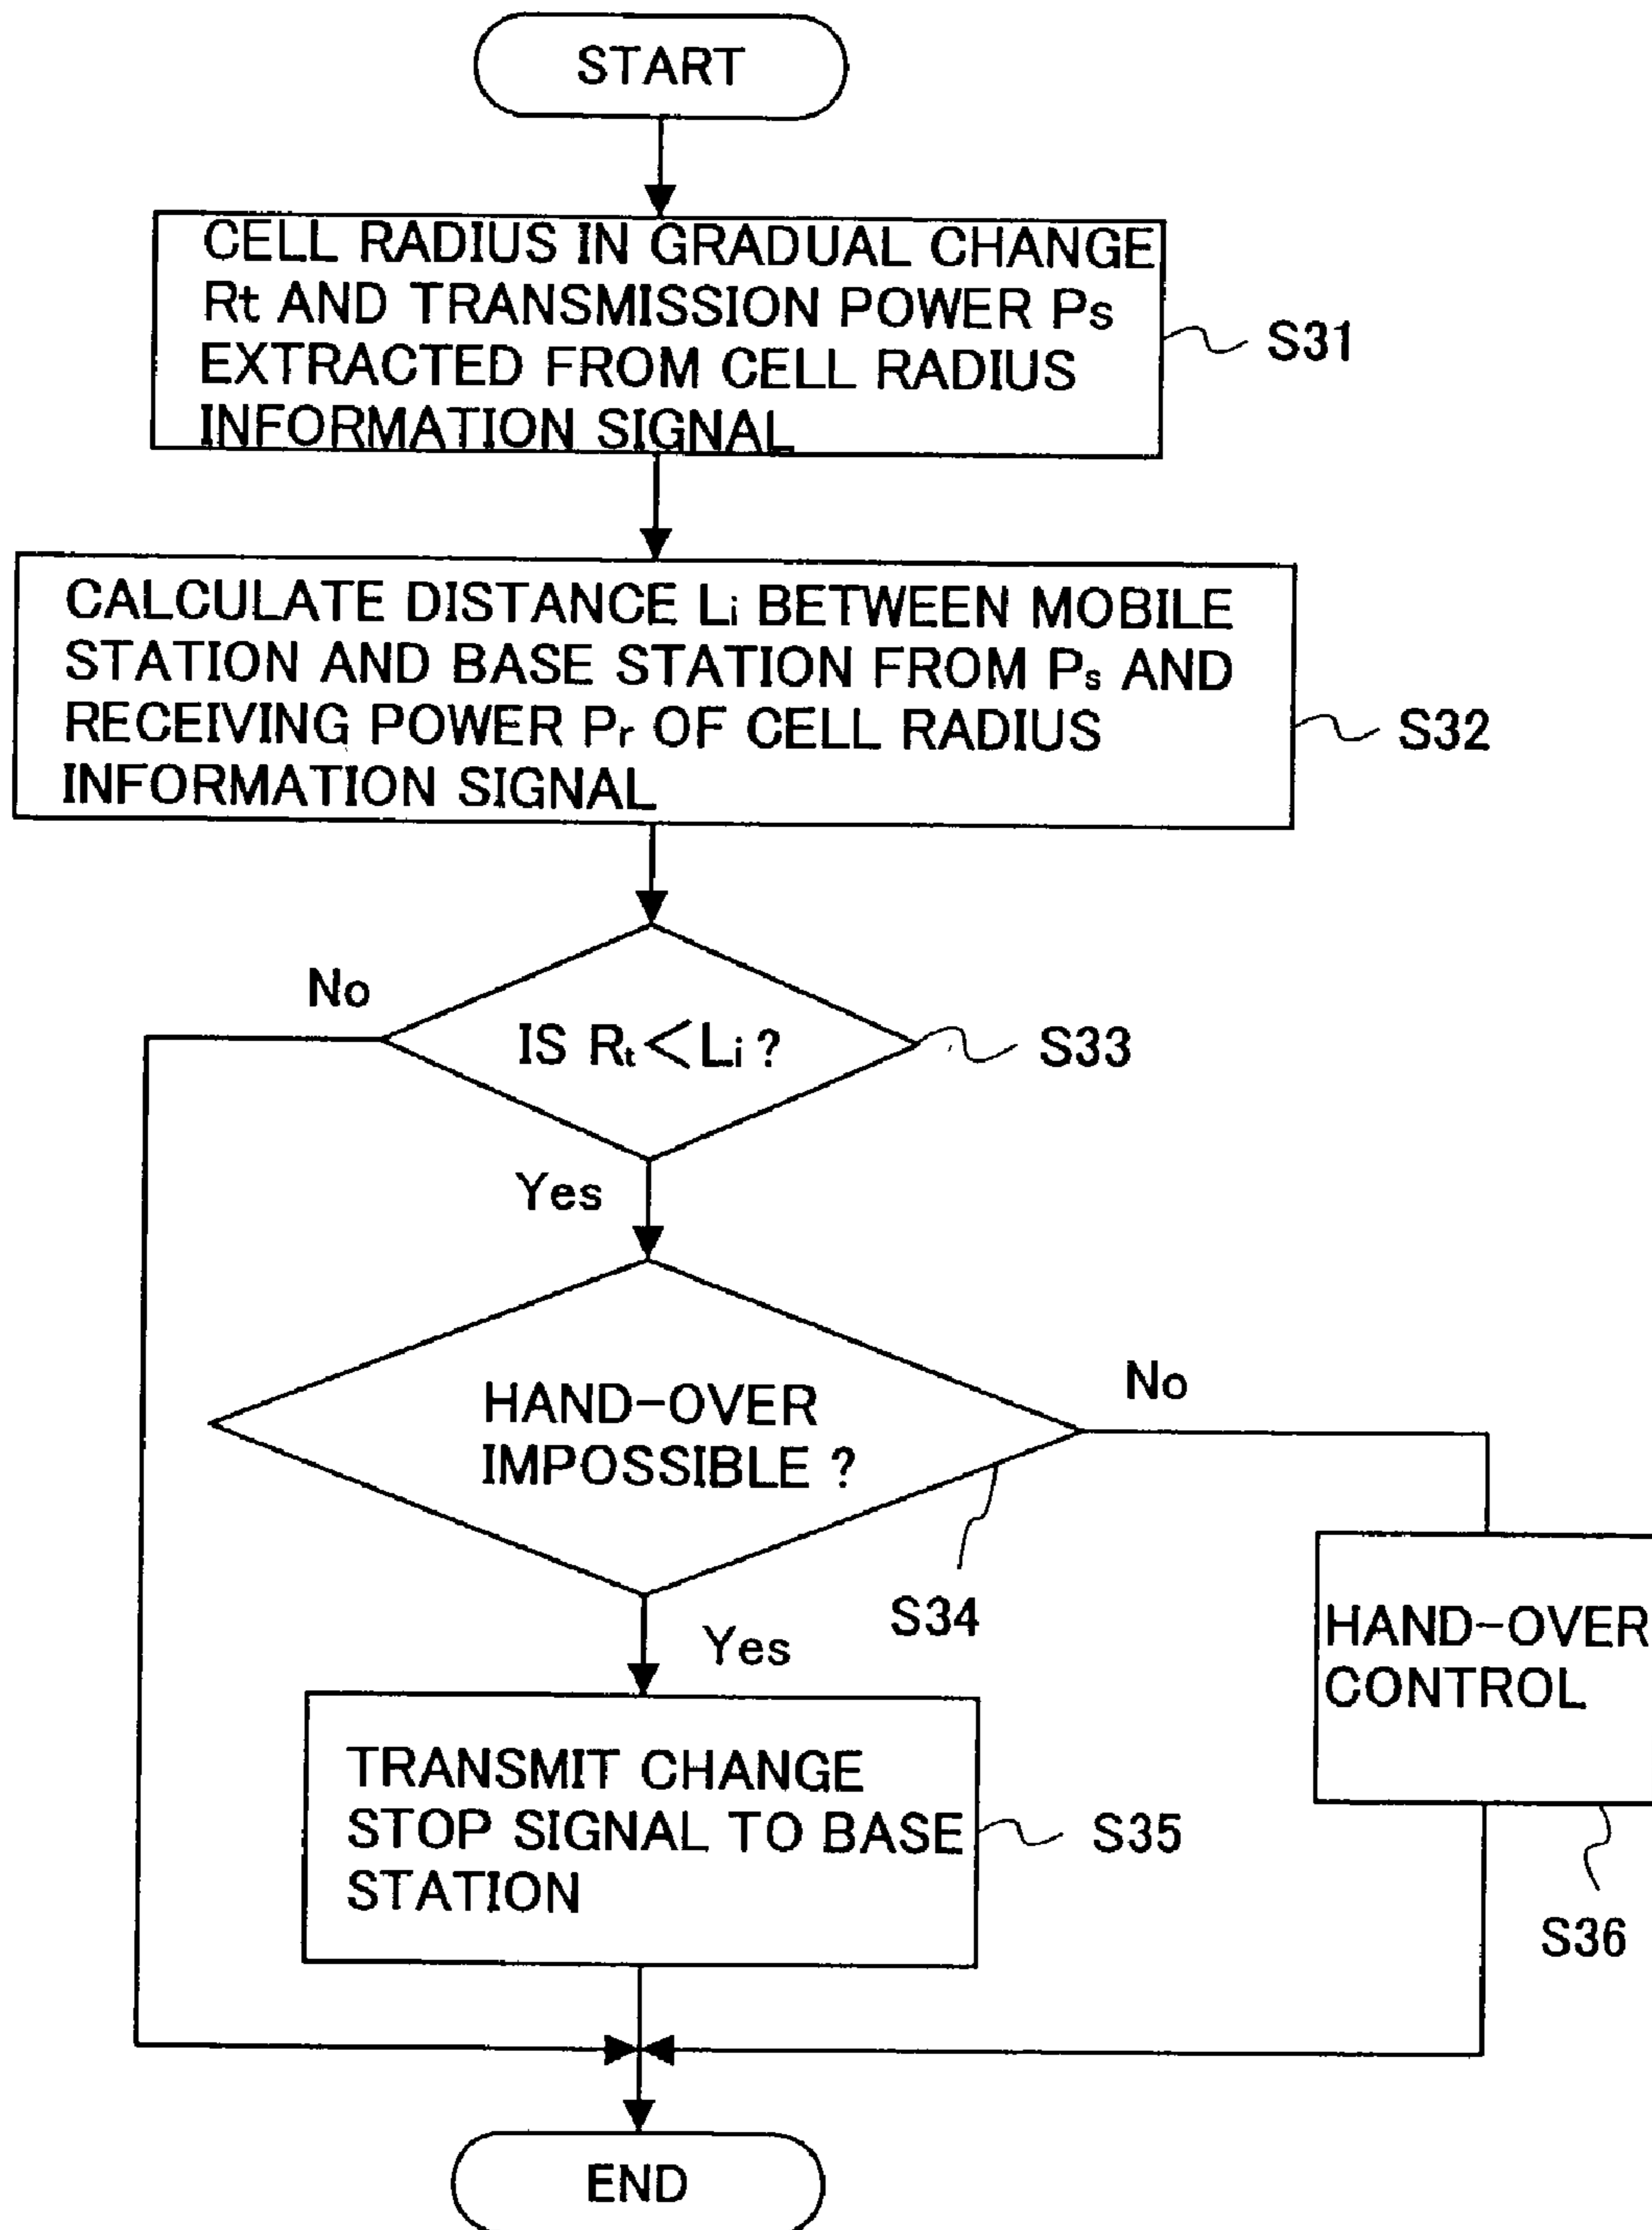 START
CELL RADIUS IN GRADUAL CHANGE
Rt AND TRANSMISSION POWER Ps
EXTRACTED FROM CELL RADIUS
INFORMATION SIGNAL
S31
CALCULATE DISTANCE Li BETWEEN MOBILE
STATION AND BASE STATION FROM Ps AND
RECEIVING POWER Pr OF CELL RADIUS
INFORMATION SIGNAL
S32
No
IS Rt<Li ?
S33
Yes
HAND-OVER
IMPOSSIBLE ?
No
S34
Yes
HAND-OVER
CONTROL
S36
TRANSMIT CHANGE
STOP SIGNAL TO BASE
STATION
S35
END